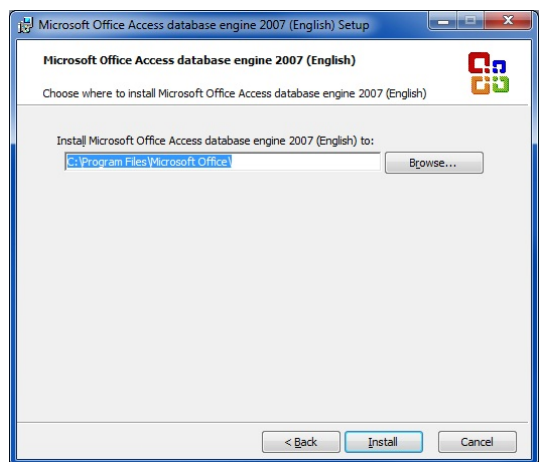 Microsoft Office Access database engine 2007 (English) Setup
Microsoft Office Access database engine 2007 (English)
Choose where to install Microsoft Office Access database engine 2007 (English)
Install Microsoft Office Access database engine 2007 (English) to:
C:\Program Files\Microsoft Office\
Browse...
< Back
Install
Cancel